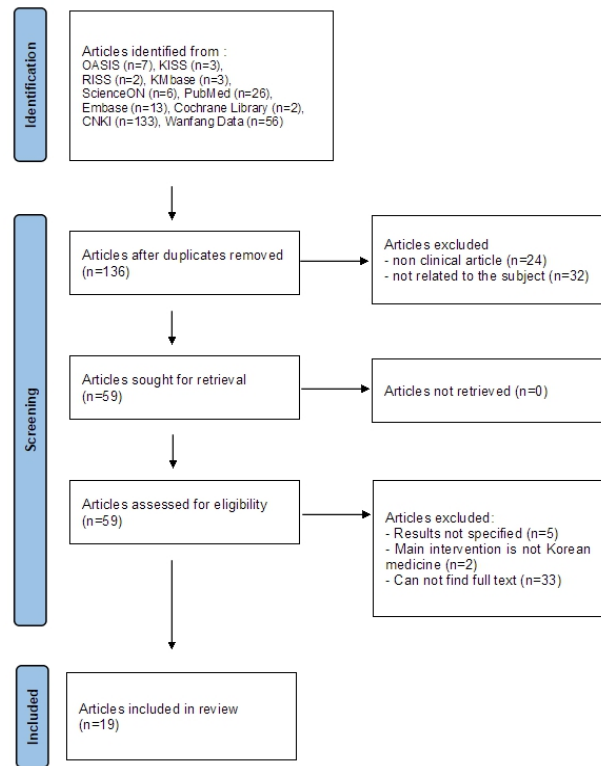 Identification
Articles identified from :
OASIS (n=7), KISS (n=3),
RISS (n=2), KMbase (n=3),
ScienceON (n=6), PubMed (n=26),
Embase (n=13), Cochrane Library (n=2),
CNKI (n=133), Wanfang Data (n=56)
Screening
Articles after duplicates removed
(n=136)
Articles excluded
- non clinical article (n=24)
- not related to the subject (n=32)
Articles sought for retrieval
(n=59)
Articles not retrieved (n=0)
Articles assessed for eligibility
(n=59)
Articles excluded:
- Results not specified (n=5)
- Main intervention is not Korean
medicine (n=2)
- Can not find full text (n=33)
Included
Articles included in review
(n=19)